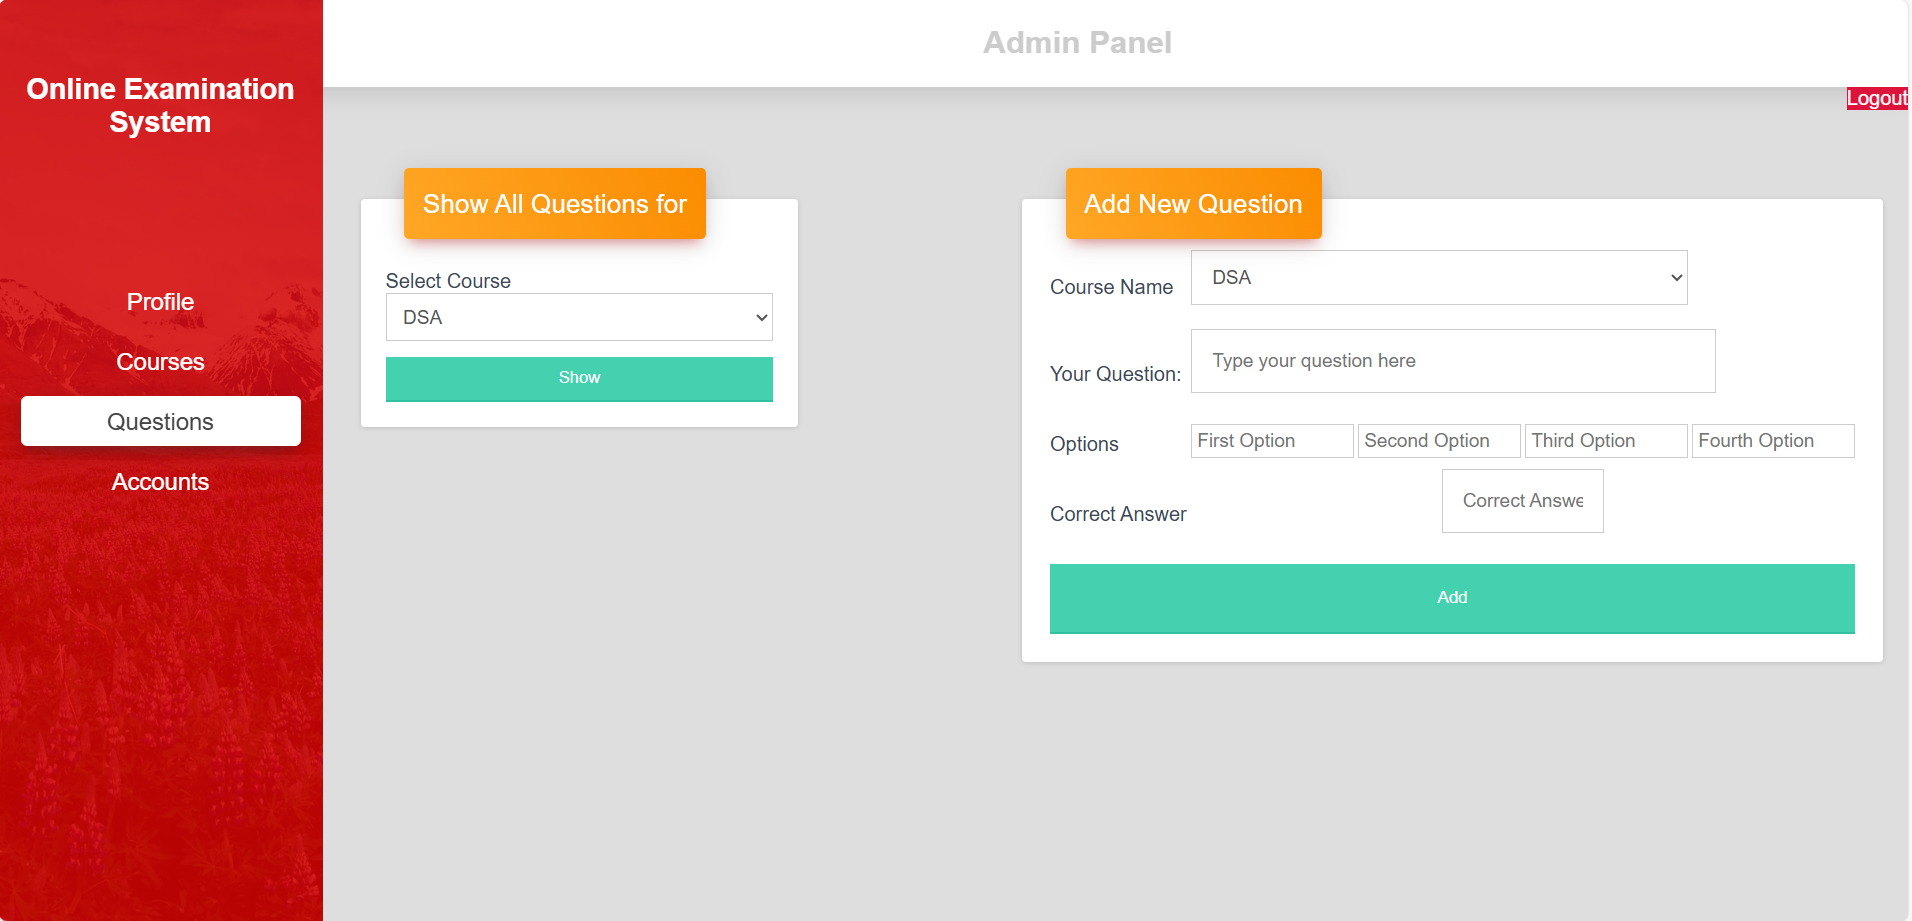 Online Examination
System
Profile
Courses
Questions
Accounts
Admin Panel
Logout
Show All Questions for
Select Course
DSA
Show
Add New Question
Course Name
DSA
Your Question:
Type your question here
Options
First Option
Second Option
Third Option
Fourth Option
Correct Answer
Correct Answe
Add